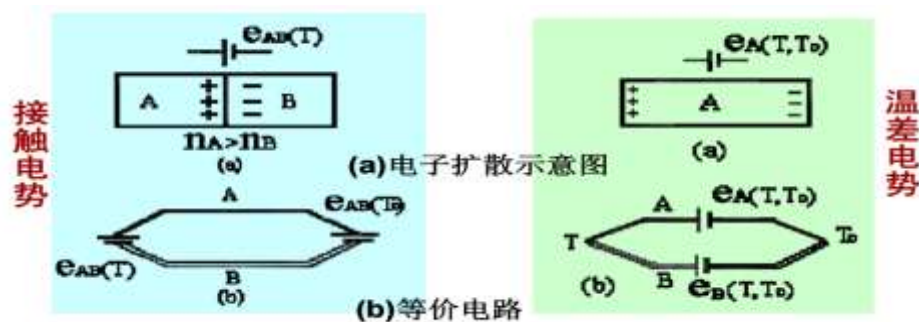 接触电势
eAB(T)
+ -
A + - B
+ -
nA>nB
(a)
A
eAB(T0)
eAB(T)
B
(b)
(a)电子扩散示意图
(b)等价电路
eA(T,T0)
+ -
+ A -
+ -
(a)
A eA(T,T0)
T T0
(b) B eB(T,T0)
温差电势